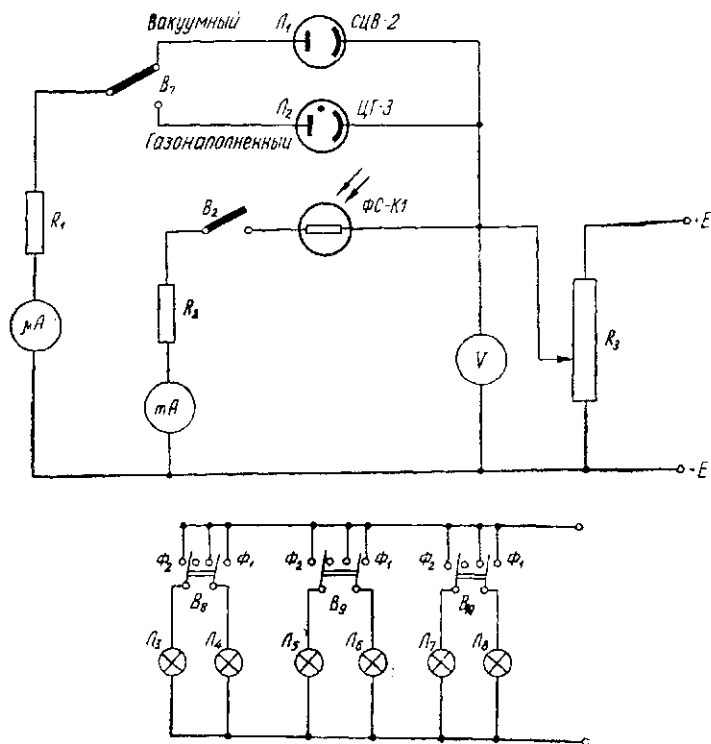 Вакуумный Л₁ СЦВ-2
В₇
Л₂ ЦГ-3
Газонаполненный
R₁
В₂ ФС-К1
+E
R₂
R₃
μA
V
mA
-E
Ф₂ Ф₁ Ф₂ Ф₁ Ф₂ Ф₁
В₈ В₉ В₁₀
Л₃ Л₄ Л₅ Л₆ Л₇ Л₈